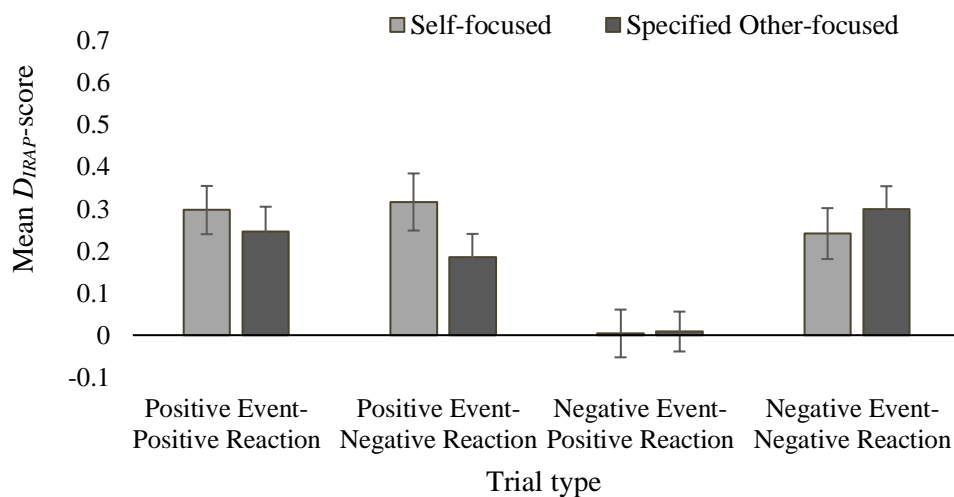 Self-focused
Specified Other-focused
Mean D_IRAP-score
0.7
0.6
0.5
0.4
0.3
0.2
0.1
0
-0.1
Positive Event-
Positive Reaction
Positive Event-
Negative Reaction
Negative Event-
Positive Reaction
Negative Event-
Negative Reaction
Trial type